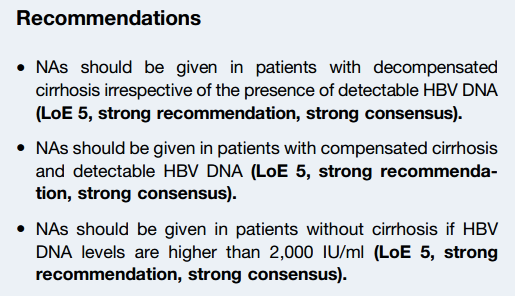 Recommendations
● NAs should be given in patients with decompensated
cirrhosis irrespective of the presence of detectable HBV DNA
(LoE 5, strong recommendation, strong consensus).
● NAs should be given in patients with compensated cirrhosis
and detectable HBV DNA (LoE 5, strong recommenda-
tion, strong consensus).
● NAs should be given in patients without cirrhosis if HBV
DNA levels are higher than 2,000 IU/ml (LoE 5, strong
recommendation, strong consensus).